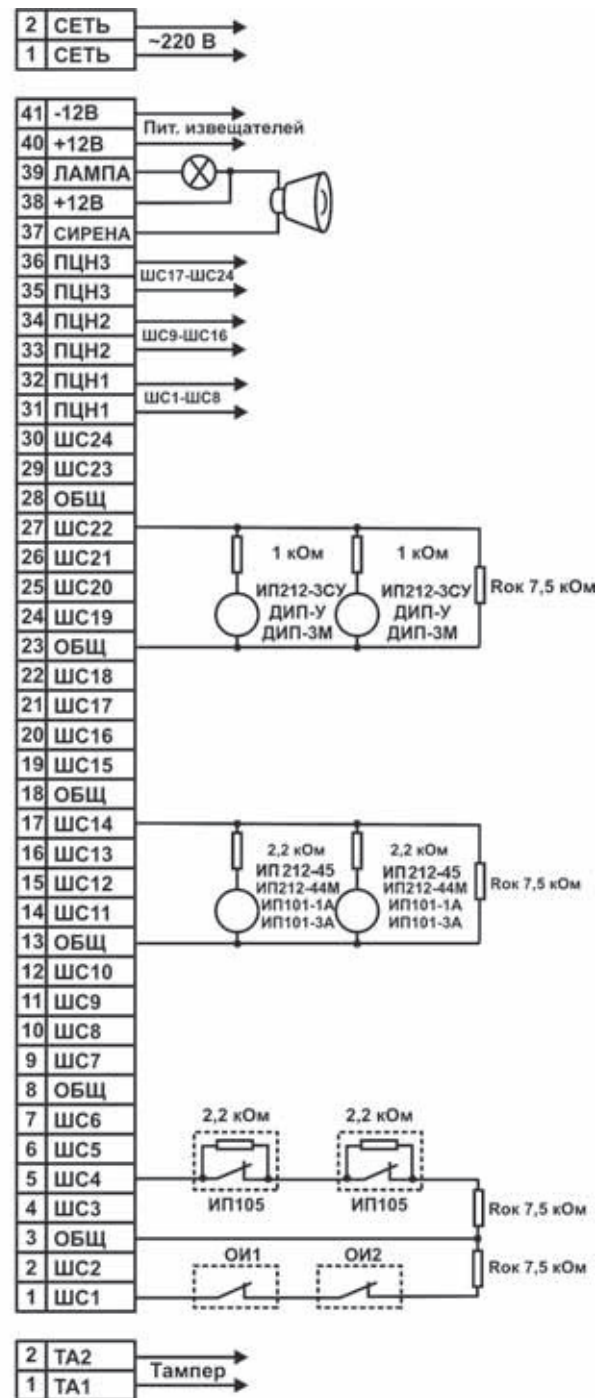 2 СЕТЬ
~220 В
1 СЕТЬ
41 -12В
Пит. извещателей
40 +12В
39 ЛАМПА
38 +12В
37 СИРЕНА
36 ПЦН3
ШС17-ШС24
35 ПЦН3
34 ПЦН2
ШС9-ШС16
33 ПЦН2
32 ПЦН1
ШС1-ШС8
31 ПЦН1
30 ШС24
29 ШС23
28 ОБЩ
27 ШС22
26 ШС21
1 кОм 1 кОм
25 ШС20
ИП212-3СУ ИП212-3СУ Rок 7,5 кОм
24 ШС19
ДИП-У ДИП-У
ДИП-3М ДИП-3М
23 ОБЩ
22 ШС18
21 ШС17
20 ШС16
19 ШС15
18 ОБЩ
17 ШС14
16 ШС13
2,2 кОм 2,2 кОм
ИП212-45 ИП212-45
15 ШС12
ИП212-44М ИП212-44М Rок 7,5 кОм
14 ШС11
ИП101-1А ИП101-1А
ИП101-3А ИП101-3А
13 ОБЩ
12 ШС10
11 ШС9
10 ШС8
9 ШС7
8 ОБЩ
7 ШС6
2,2 кОм 2,2 кОм
6 ШС5
5 ШС4
ИП105 ИП105
4 ШС3
Rок 7,5 кОм
3 ОБЩ
ОИ1 ОИ2
2 ШС2
Rок 7,5 кОм
1 ШС1
2 ТА2
Тампер
1 ТА1